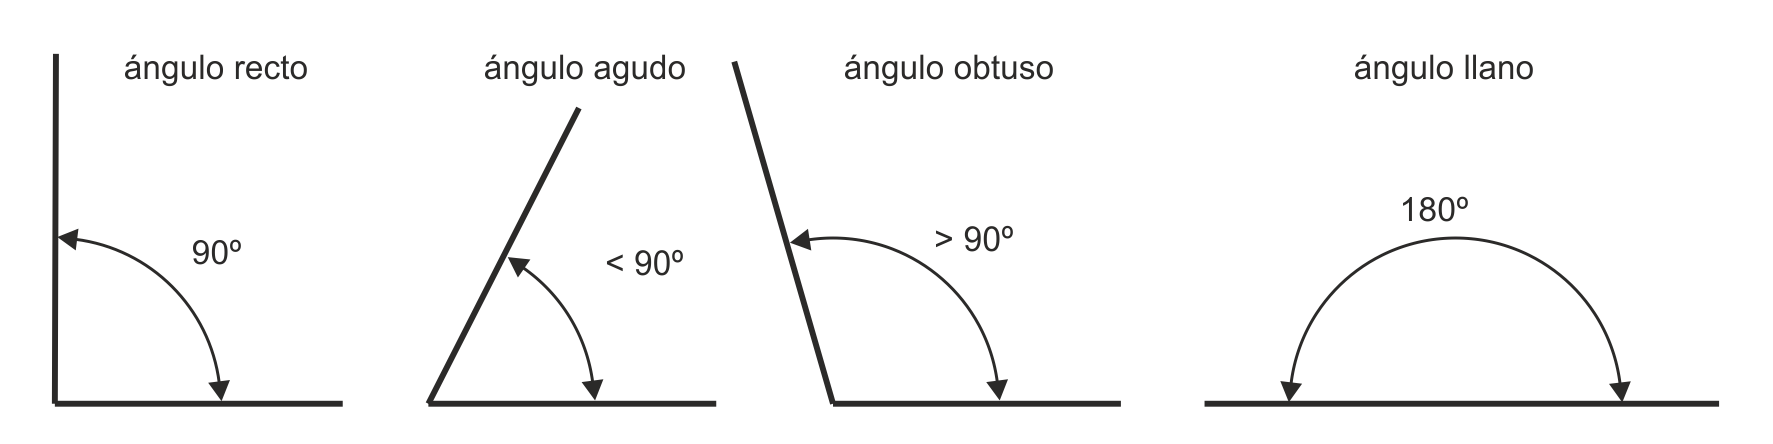 ángulo recto
ángulo agudo
ángulo obtuso
ángulo llano
90º
< 90º
> 90º
180º